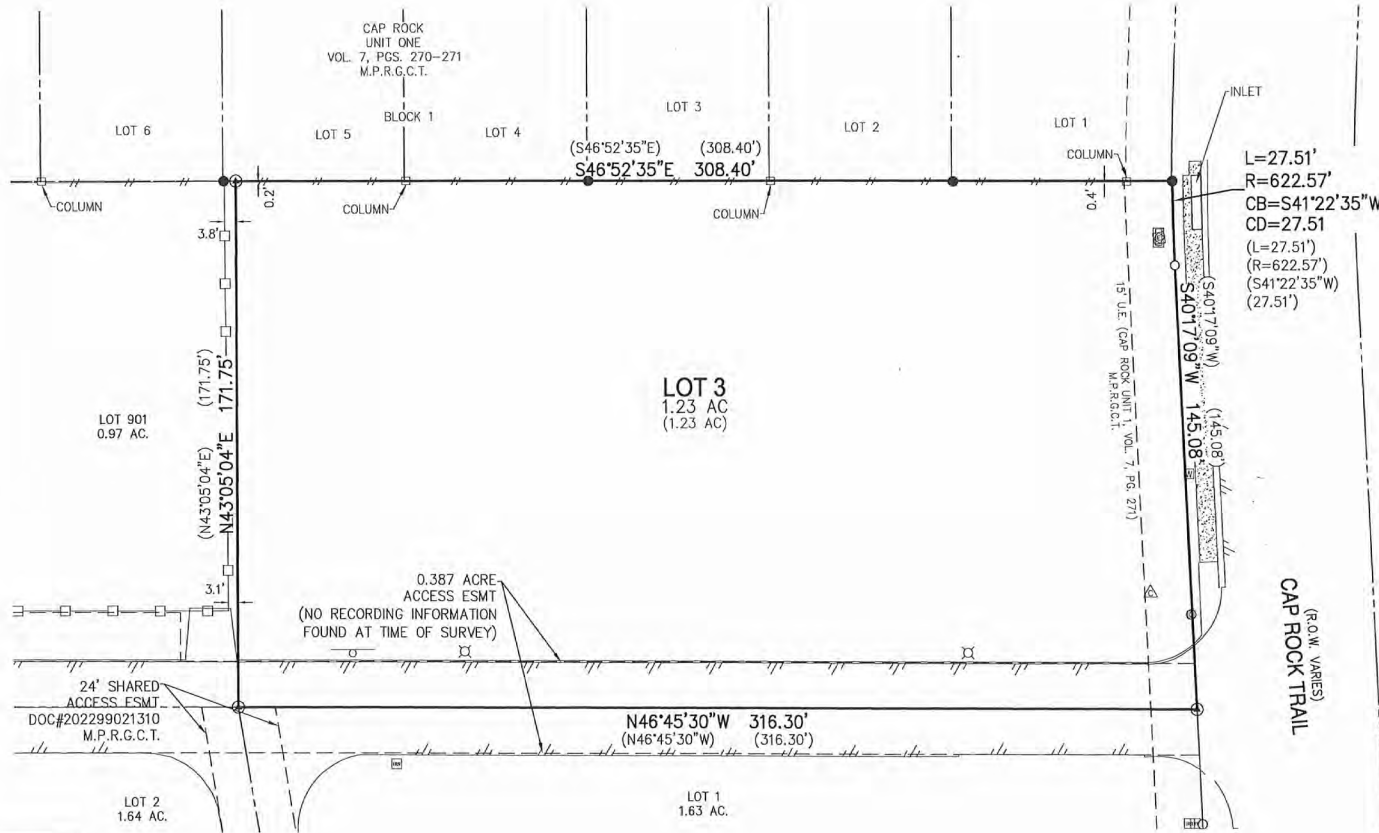 CAP ROCK
UNIT ONE
VOL. 7, PGS. 270-271
M.P.R.G.C.T.
BLOCK 1
LOT 6
LOT 5
LOT 4
LOT 3
LOT 2
LOT 1
(S46°52'35"E) (308.40')
S46°52'35"E 308.40'
COLUMN
COLUMN
COLUMN
COLUMN
INLET
0.2'
0.4'
L=27.51'
R=622.57'
CB=S41°22'35"W
CD=27.51
(L=27.51')
(R=622.57')
(S41°22'35"W)
(27.51')
3.8'
(N43°05'04"E) (171.75')
N43°05'04"E 171.75'
3.1'
LOT 901
0.97 AC.
LOT 3
1.23 AC
(1.23 AC)
15' U.E. (CAP ROCK UNIT 1, VOL. 7, PG. 271)
M.P.R.G.C.T.
S40°17'09"W 145.08'
(S40°17'09"W) (145.08')
(R.O.W. VARIES)
CAP ROCK TRAIL
0.387 ACRE
ACCESS ESMT
(NO RECORDING INFORMATION
FOUND AT TIME OF SURVEY)
24' SHARED
ACCESS ESMT
DOC#202299021310
M.P.R.G.C.T.
N46°45'30"W 316.30'
(N46°45'30"W) (316.30')
LOT 2
1.64 AC.
LOT 1
1.63 AC.